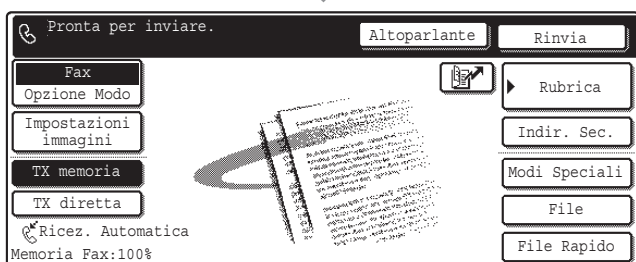 Pronta per inviare.
Altoparlante
Rinvia
Fax
Opzione Modo
Rubrica
Impostazioni
immagini
Indir. Sec.
TX memoria
Modi Speciali
TX diretta
File
Ricez. Automatica
File Rapido
Memoria Fax:100%